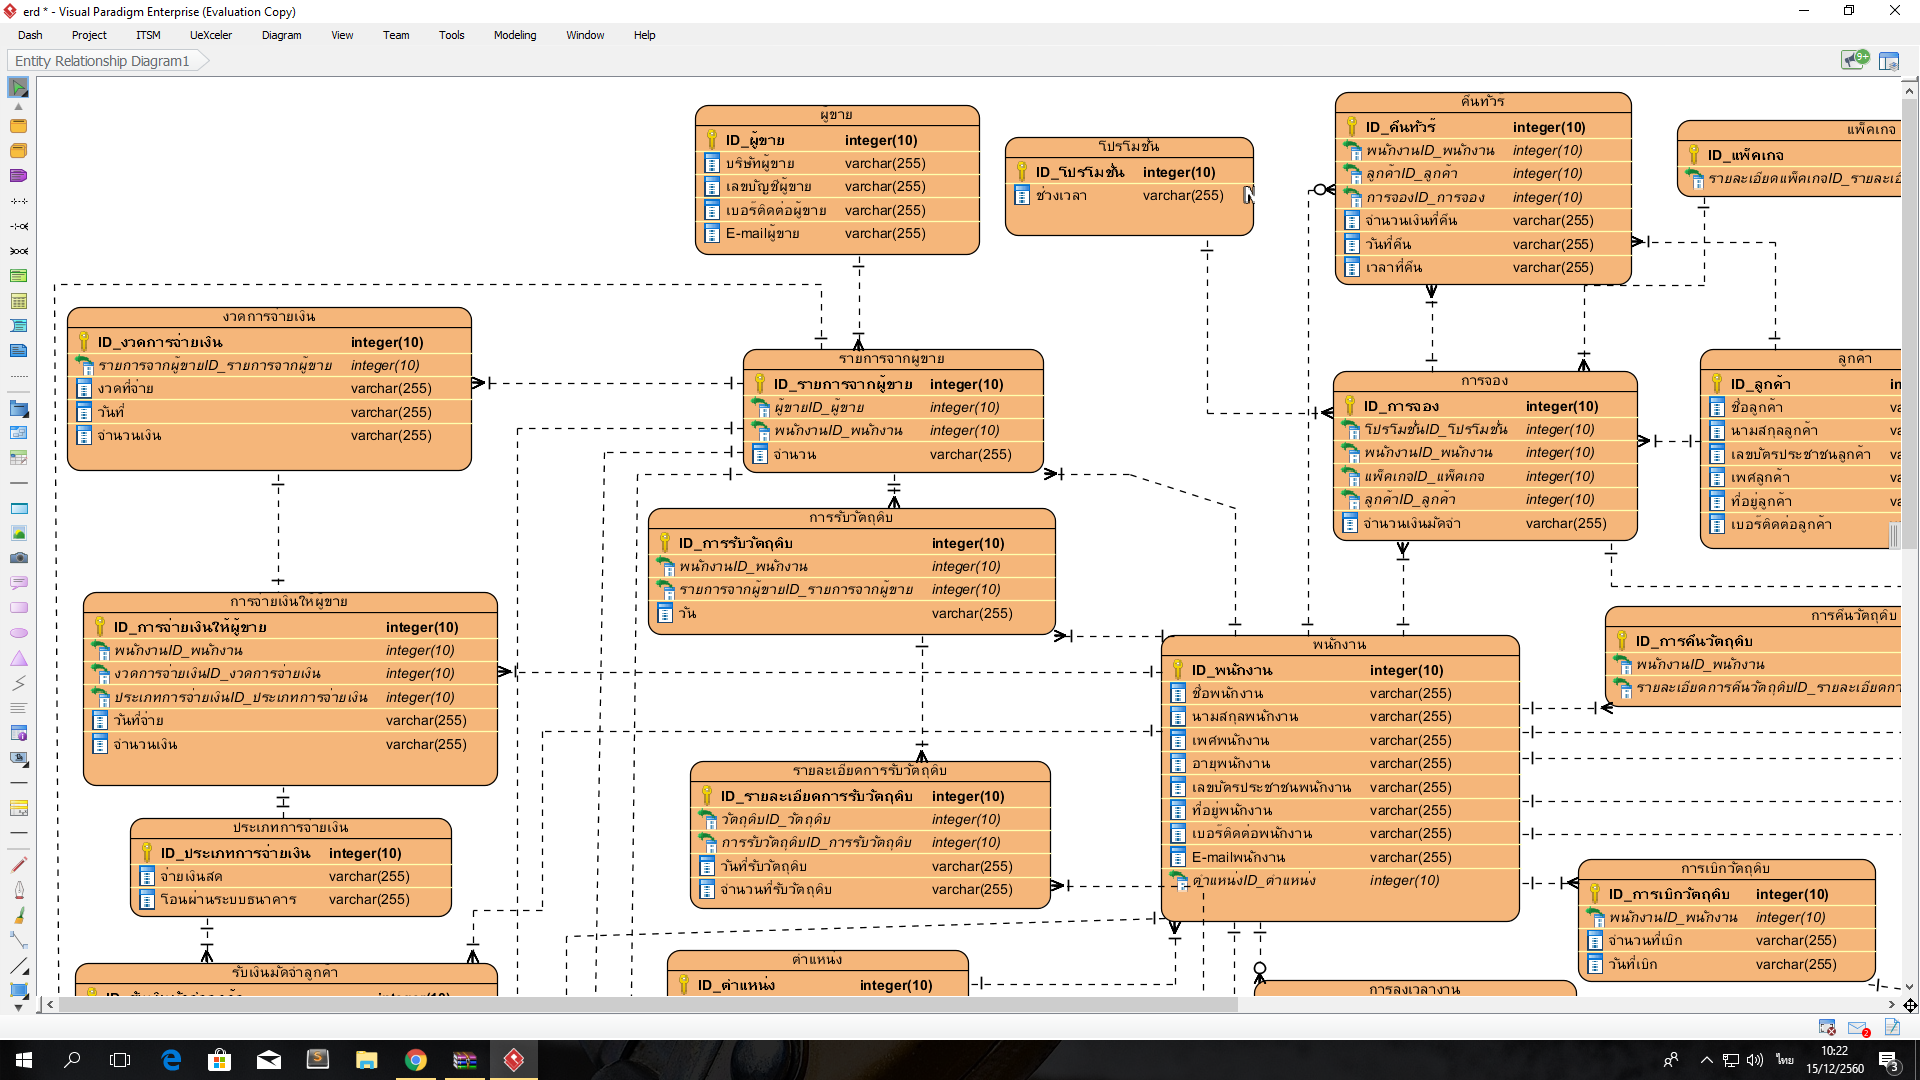 erd * - Visual Paradigm Enterprise (Evaluation Copy)
Dash Project ITSM UeXceler Diagram View Team Tools Modeling Window Help
Entity Relationship Diagram1
9+
ผู้ขาย
ID_ผู้ขาย integer(10)
บริษัทผู้ขาย varchar(255)
เลขบัญชีผู้ขาย varchar(255)
เบอร์ติดต่อผู้ขาย varchar(255)
E-mailผู้ขาย varchar(255)
โปรโมชั่น
ID_โปรโมชั่น integer(10)
ช่วงเวลา varchar(255)
คืนทัวร์
ID_คืนทัวร์ integer(10)
พนักงานID_พนักงาน integer(10)
ลูกค้าID_ลูกค้า integer(10)
การจองID_การจอง integer(10)
จำนวนเงินที่คืน varchar(255)
วันที่คืน varchar(255)
เวลาที่คืน varchar(255)
แพ็คเกจ
ID_แพ็คเกจ
รายละเอียดแพ็คเกจID_รายละเอี
งวดการจ่ายเงิน
ID_งวดการจ่ายเงิน integer(10)
รายการจากผู้ขายID_รายการจากผู้ขาย integer(10)
งวดที่จ่าย varchar(255)
วันที่ varchar(255)
จำนวนเงิน varchar(255)
รายการจากผู้ขาย
ID_รายการจากผู้ขาย integer(10)
ผู้ขายID_ผู้ขาย integer(10)
พนักงานID_พนักงาน integer(10)
จำนวน varchar(255)
การจอง
ID_การจอง integer(10)
โปรโมชั่นID_โปรโมชั่น integer(10)
พนักงานID_พนักงาน integer(10)
แพ็คเกจID_แพ็คเกจ integer(10)
ลูกค้าID_ลูกค้า integer(10)
จำนวนเงินมัดจำ varchar(255)
ลูกค้า
ID_ลูกค้า in
ชื่อลูกค้า va
นามสกุลลูกค้า va
เลขบัตรประชาชนลูกค้า va
เพศลูกค้า va
ที่อยู่ลูกค้า va
เบอร์ติดต่อลูกค้า
การรับวัตถุดิบ
ID_การรับวัตถุดิบ integer(10)
พนักงานID_พนักงาน integer(10)
รายการจากผู้ขายID_รายการจากผู้ขาย integer(10)
วัน varchar(255)
การจ่ายเงินให้ผู้ขาย
ID_การจ่ายเงินให้ผู้ขาย integer(10)
พนักงานID_พนักงาน integer(10)
งวดการจ่ายเงินID_งวดการจ่ายเงิน integer(10)
ประเภทการจ่ายเงินID_ประเภทการจ่ายเงิน integer(10)
วันที่จ่าย varchar(255)
จำนวนเงิน varchar(255)
พนักงาน
ID_พนักงาน integer(10)
ชื่อพนักงาน varchar(255)
นามสกุลพนักงาน varchar(255)
เพศพนักงาน varchar(255)
อายุพนักงาน varchar(255)
เลขบัตรประชาชนพนักงาน varchar(255)
ที่อยู่พนักงาน varchar(255)
เบอร์ติดต่อพนักงาน varchar(255)
E-mailพนักงาน varchar(255)
ตำแหน่งID_ตำแหน่ง integer(10)
การคืนวัตถุดิบ
ID_การคืนวัตถุดิบ
พนักงานID_พนักงาน
รายละเอียดการคืนวัตถุดิบID_รายละเอียดกา
รายละเอียดการรับวัตถุดิบ
ID_รายละเอียดการรับวัตถุดิบ integer(10)
วัตถุดิบID_วัตถุดิบ integer(10)
การรับวัตถุดิบID_การรับวัตถุดิบ integer(10)
วันที่รับวัตถุดิบ varchar(255)
จำนวนที่รับวัตถุดิบ varchar(255)
ประเภทการจ่ายเงิน
ID_ประเภทการจ่ายเงิน integer(10)
จ่ายเงินสด varchar(255)
โอนผ่านระบบธนาคาร varchar(255)
การเบิกวัตถุดิบ
ID_การเบิกวัตถุดิบ integer(10)
พนักงานID_พนักงาน integer(10)
จำนวนที่เบิก varchar(255)
วันที่เบิก varchar(255)
รับเงินมัดจำลูกค้า
ตำแหน่ง
ID_ตำแหน่ง integer(10)
การลงเวลางาน
2
ไทย
10:22
15/12/2560
3